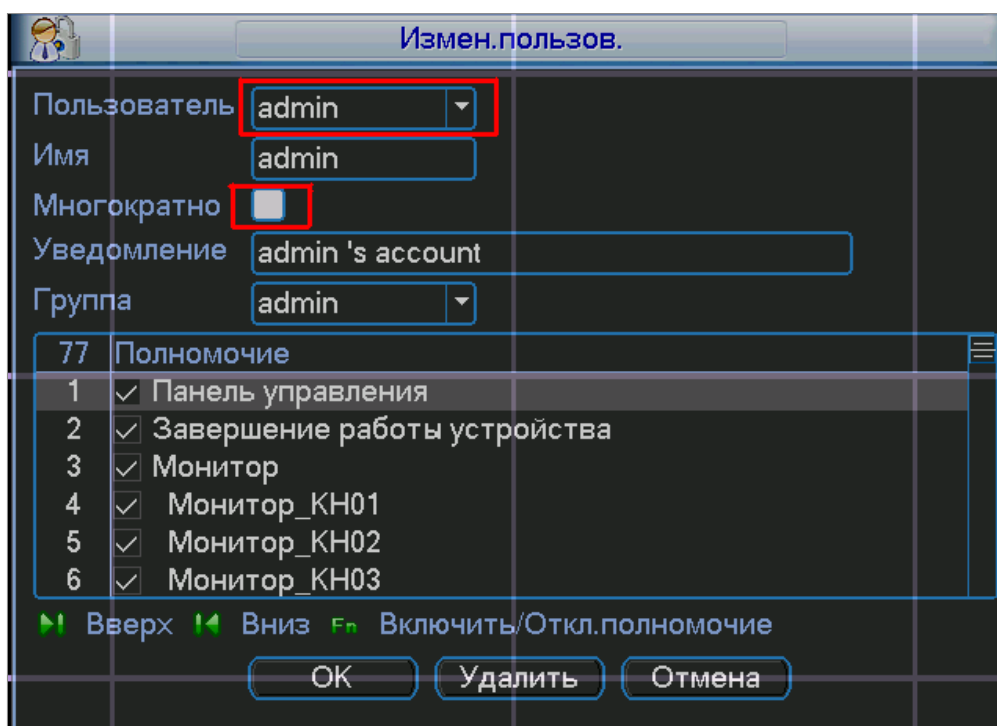 Измен.пользов.
Пользователь admin
Имя admin
Многократно
Уведомление admin 's account
Группа admin
77 Полномочие
1 Панель управления
2 Завершение работы устройства
3 Монитор
4 Монитор_КН01
5 Монитор_КН02
6 Монитор_КН03
Вверх Вниз Fn Включить/Откл.полномочие
OK Удалить Отмена